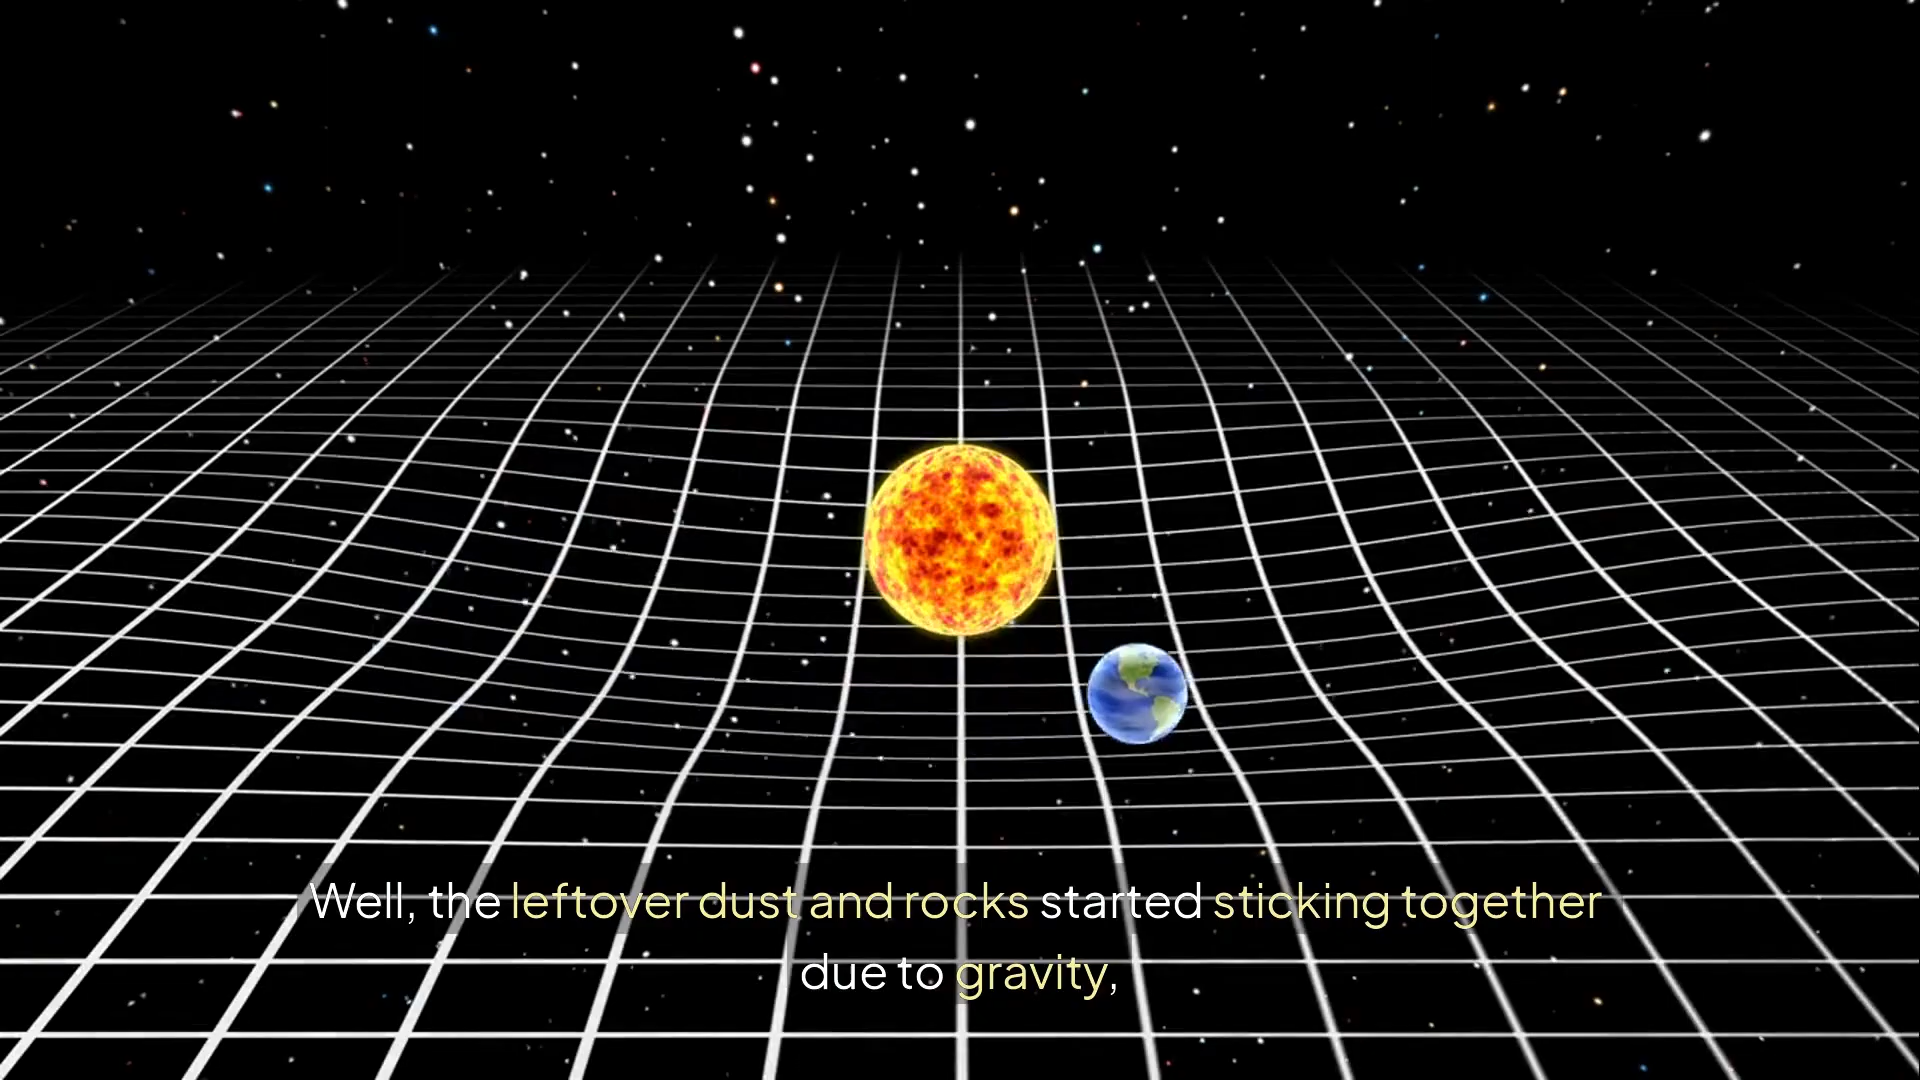 Well, the leftover dust and rocks started sticking together
due to gravity,